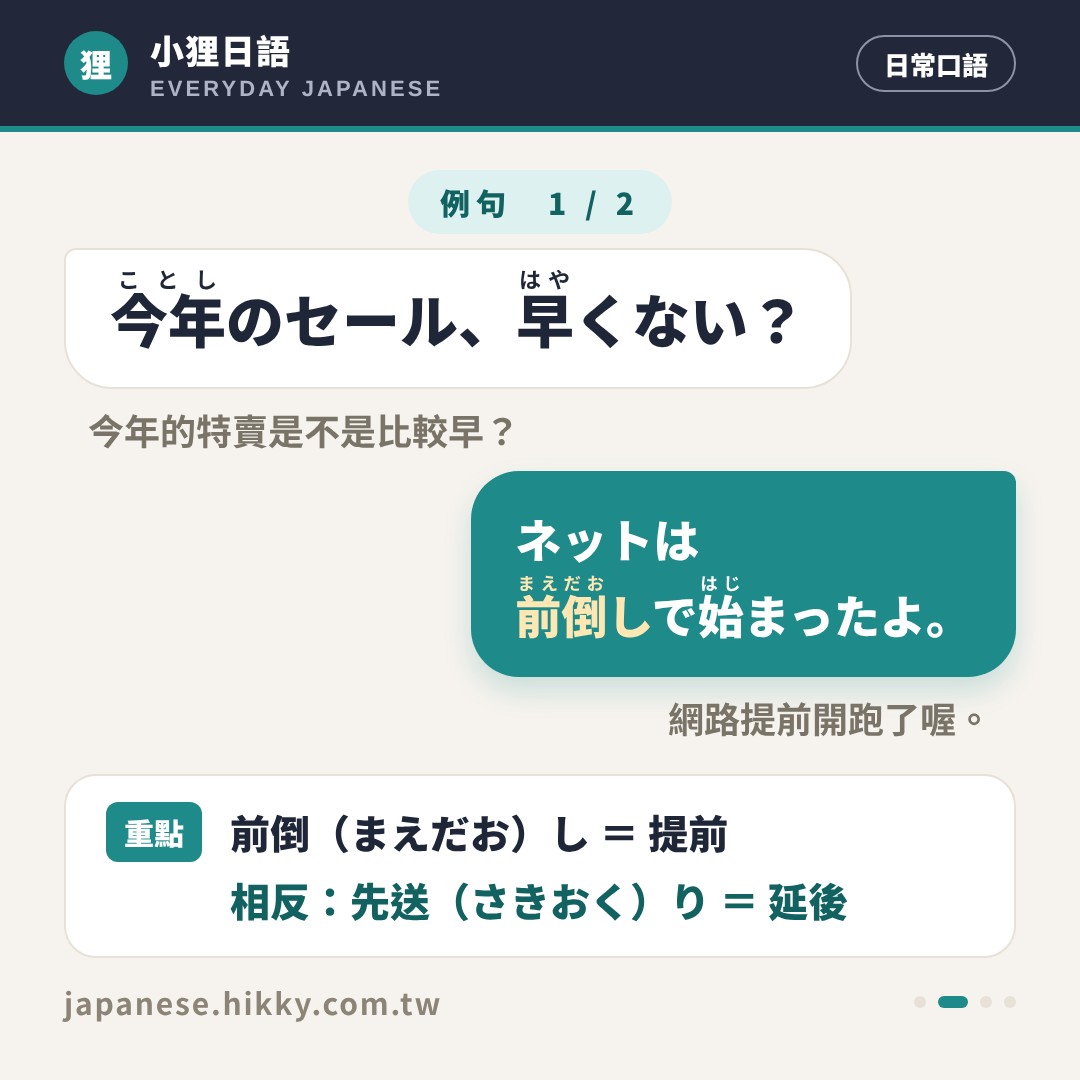 狸
小狸日語
EVERYDAY JAPANESE
日常口語
例句 1 / 2
ことし はや
今年のセール、早くない？
今年的特賣是不是比較早？
ネットは
まえだお はじ
前倒しで始まったよ。
網路提前開跑了喔。
重點
前倒（まえだお）し ＝ 提前
相反：先送（さきおく）り ＝ 延後
japanese.hikky.com.tw